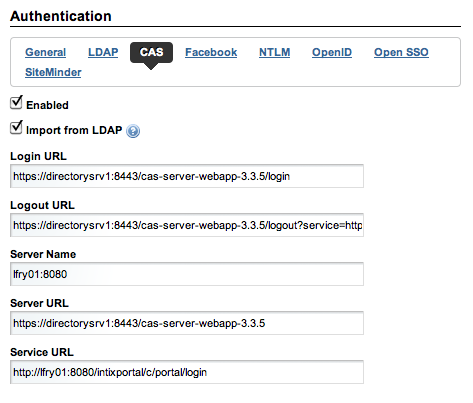 Authentication
General LDAP CAS Facebook NTLM OpenID Open SSO
SiteMinder
Enabled
Import from LDAP ?
Login URL
https://directorysrv1:8443/cas-server-webapp-3.3.5/login
Logout URL
https://directorysrv1:8443/cas-server-webapp-3.3.5/logout?service=http
Server Name
lfry01:8080
Server URL
https://directorysrv1:8443/cas-server-webapp-3.3.5
Service URL
http://lfry01:8080/intixportal/c/portal/login